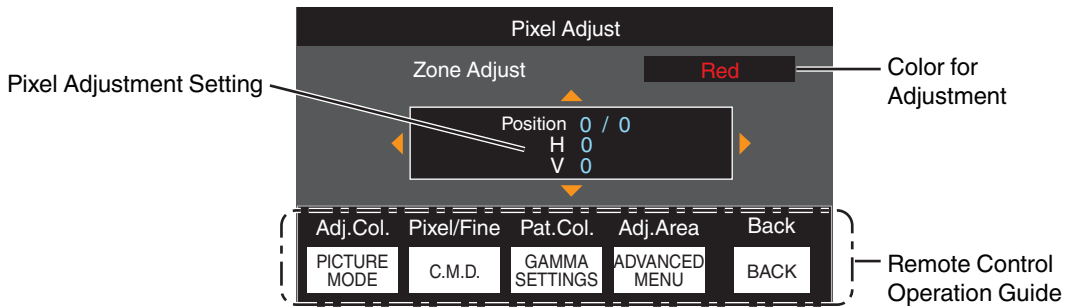 Pixel Adjust
Zone Adjust Red
Pixel Adjustment Setting
Color for
Adjustment
Position 0 / 0
H 0
V 0
Adj.Col. Pixel/Fine Pat.Col. Adj.Area Back
PICTURE
MODE
C.M.D.
GAMMA
SETTINGS
ADVANCED
MENU
BACK
Remote Control
Operation Guide